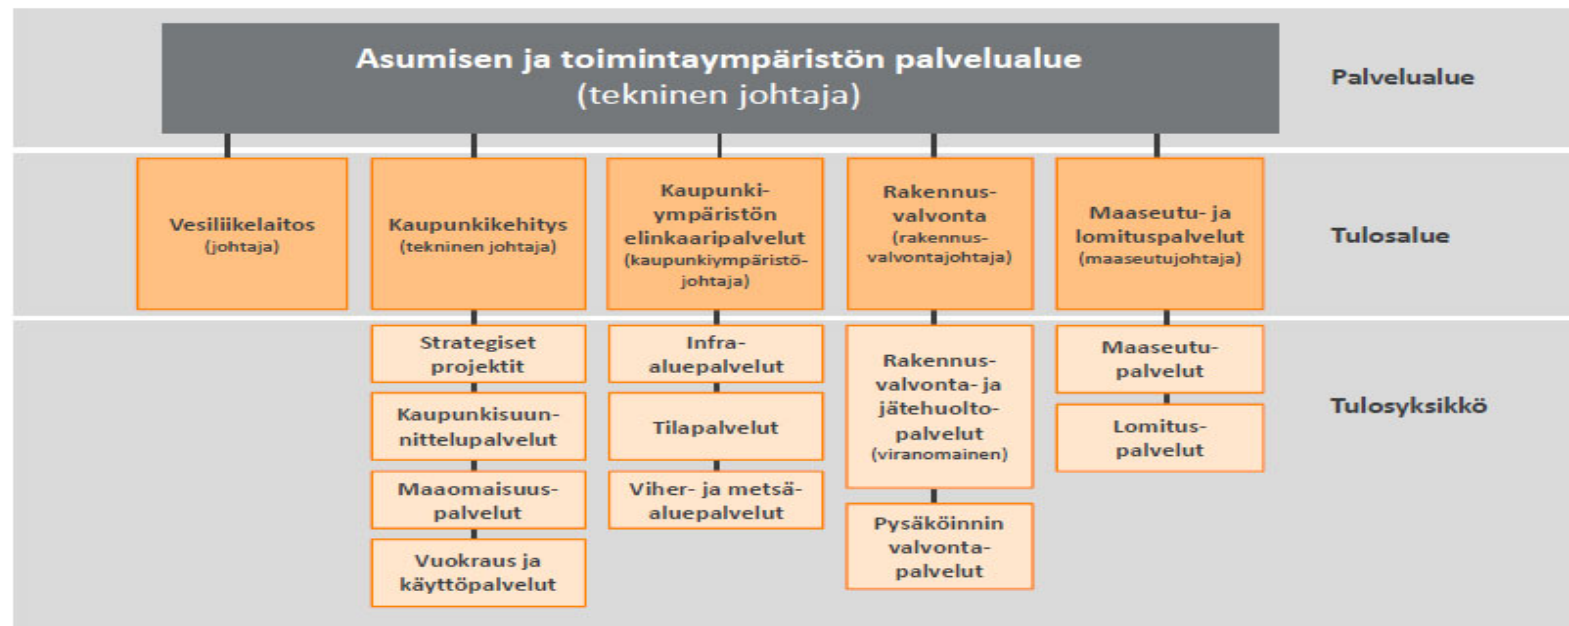 Asumisen ja toimintaympäristön palvelualue
(tekninen johtaja)
Palvelualue
Vesiliikelaitos
(johtaja)
Kaupunkikehitys
(tekninen johtaja)
Kaupunki-
ympäristön
elinkaaripalvelut
(kaupunkiympäristö-
johtaja)
Rakennus-
valvonta
(rakennus-
valvontajohtaja)
Maaseutu- ja
lomituspalvelut
(maaseutujohtaja)
Tulosalue
Strategiset
projektit
Kaupunkisuun-
nittelupalvelut
Maaomaisuus-
palvelut
Vuokraus ja
käyttöpalvelut
Infra-
aluepalvelut
Tilapalvelut
Viher- ja metsä-
aluepalvelut
Rakennus-
valvonta- ja
jätehuolto-
palvelut
(viranomainen)
Pysäköinnin
valvonta-
palvelut
Maaseutu-
palvelut
Lomitus-
palvelut
Tulosyksikkö